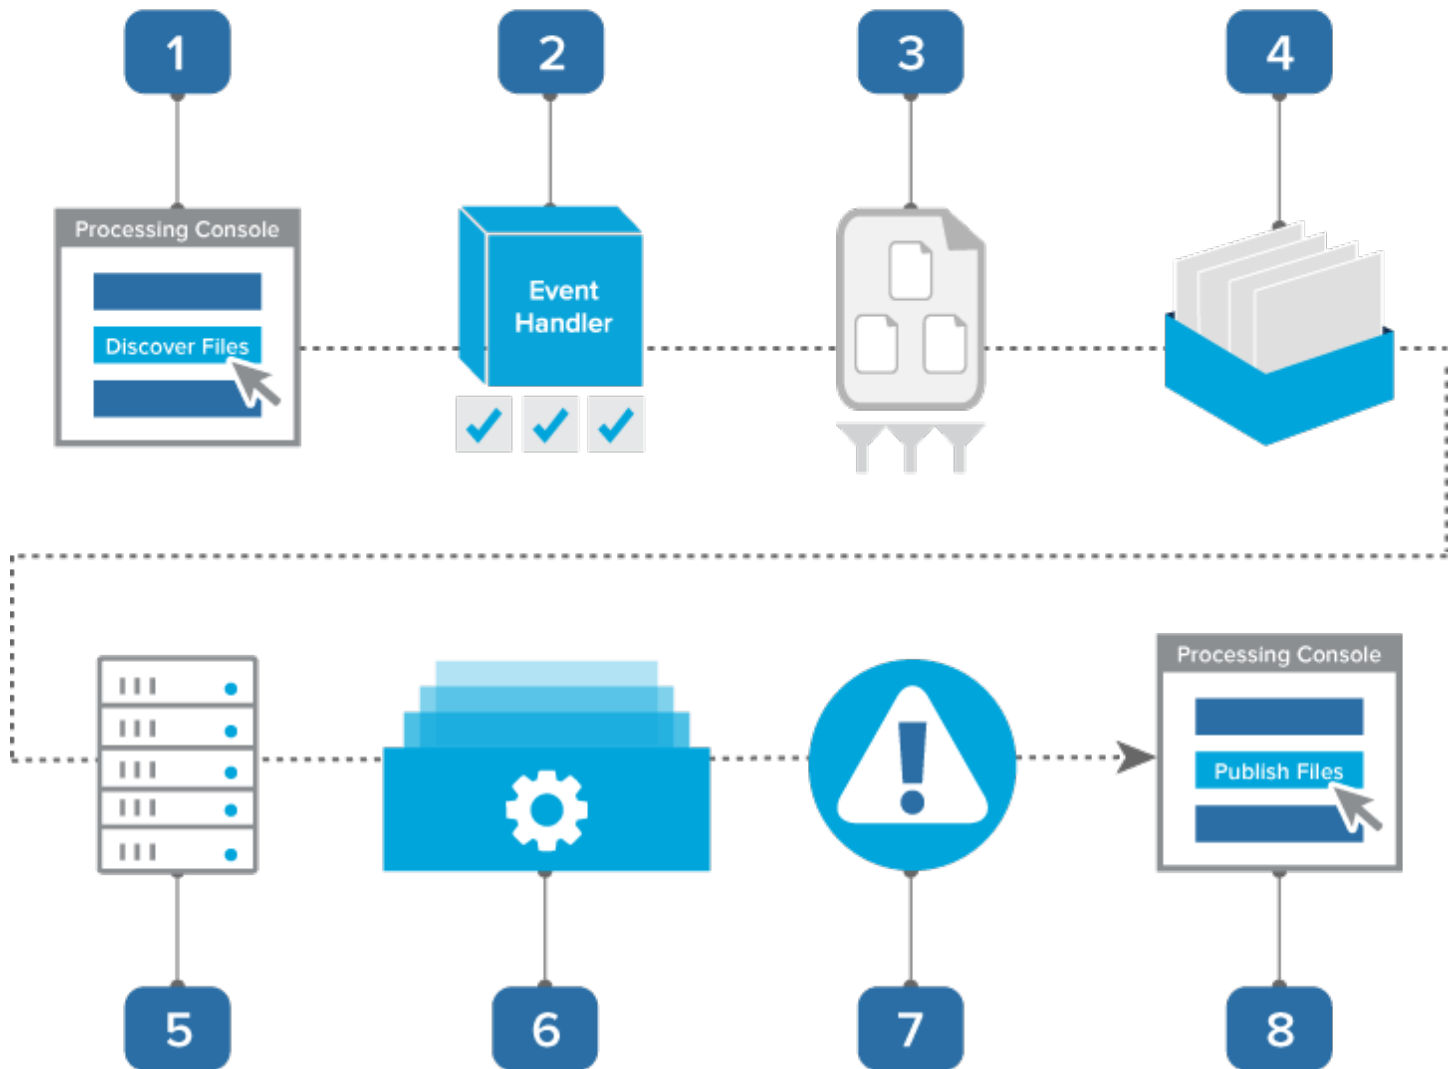 1
2
3
4
Processing Console
Discover Files
Event
Handler
Processing Console
Publish Files
5
6
7
8